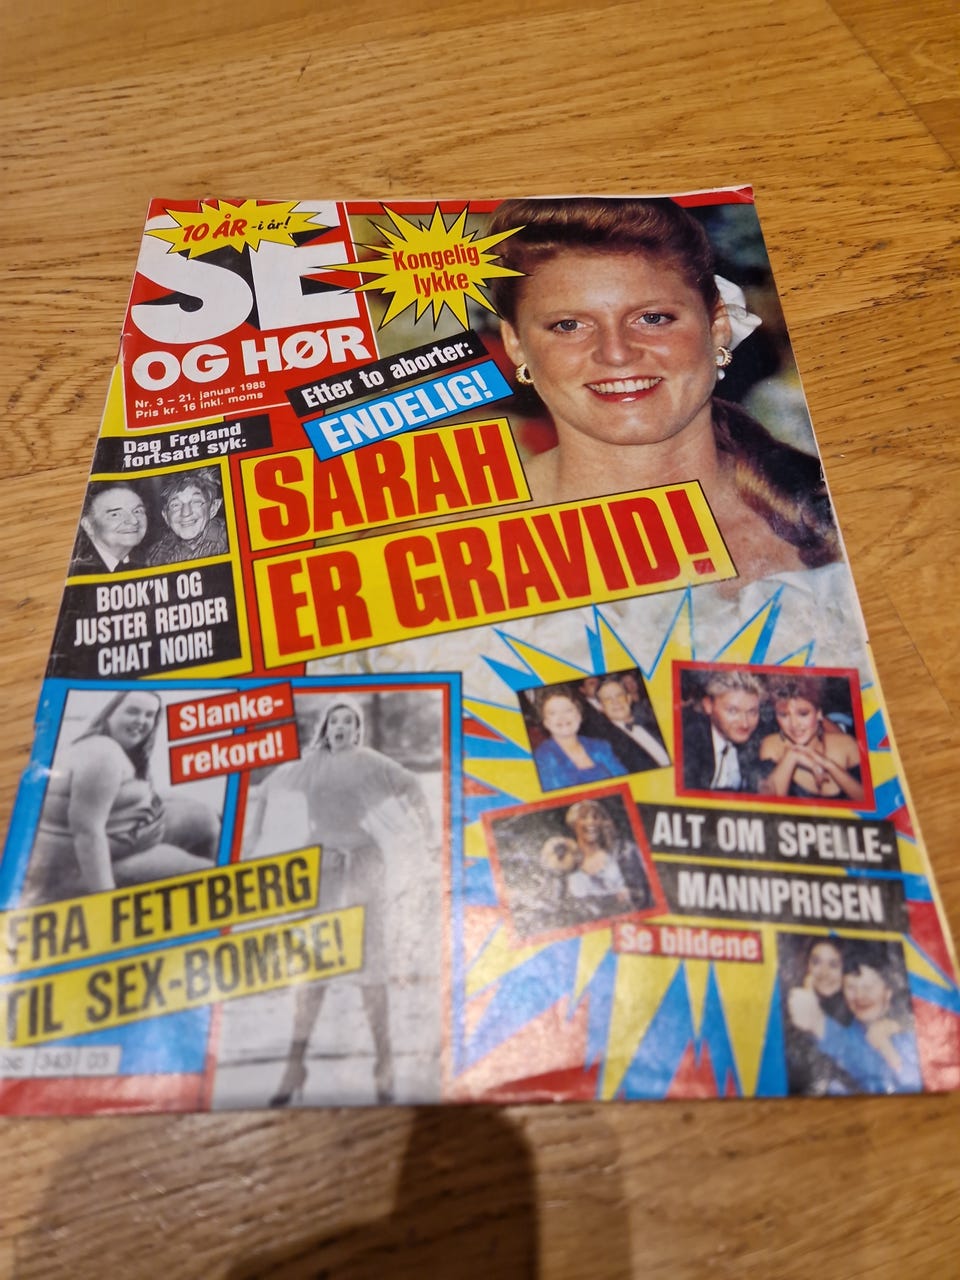 10 ÅR -i år!
SE
OG HØR
Nr. 3 – 21. januar 1988
Pris kr. 16 inkl. moms
Kongelig
lykke
Etter to aborter:
ENDELIG!
SARAH
ER GRAVID!
Dag Frøland
fortsatt syk:
BOOK'N OG
JUSTER REDDER
CHAT NOIR!
Slanke-
rekord!
FRA FETTBERG
TIL SEX-BOMBE!
ALT OM SPELLE-
MANNPRISEN
Se bildene
343 03